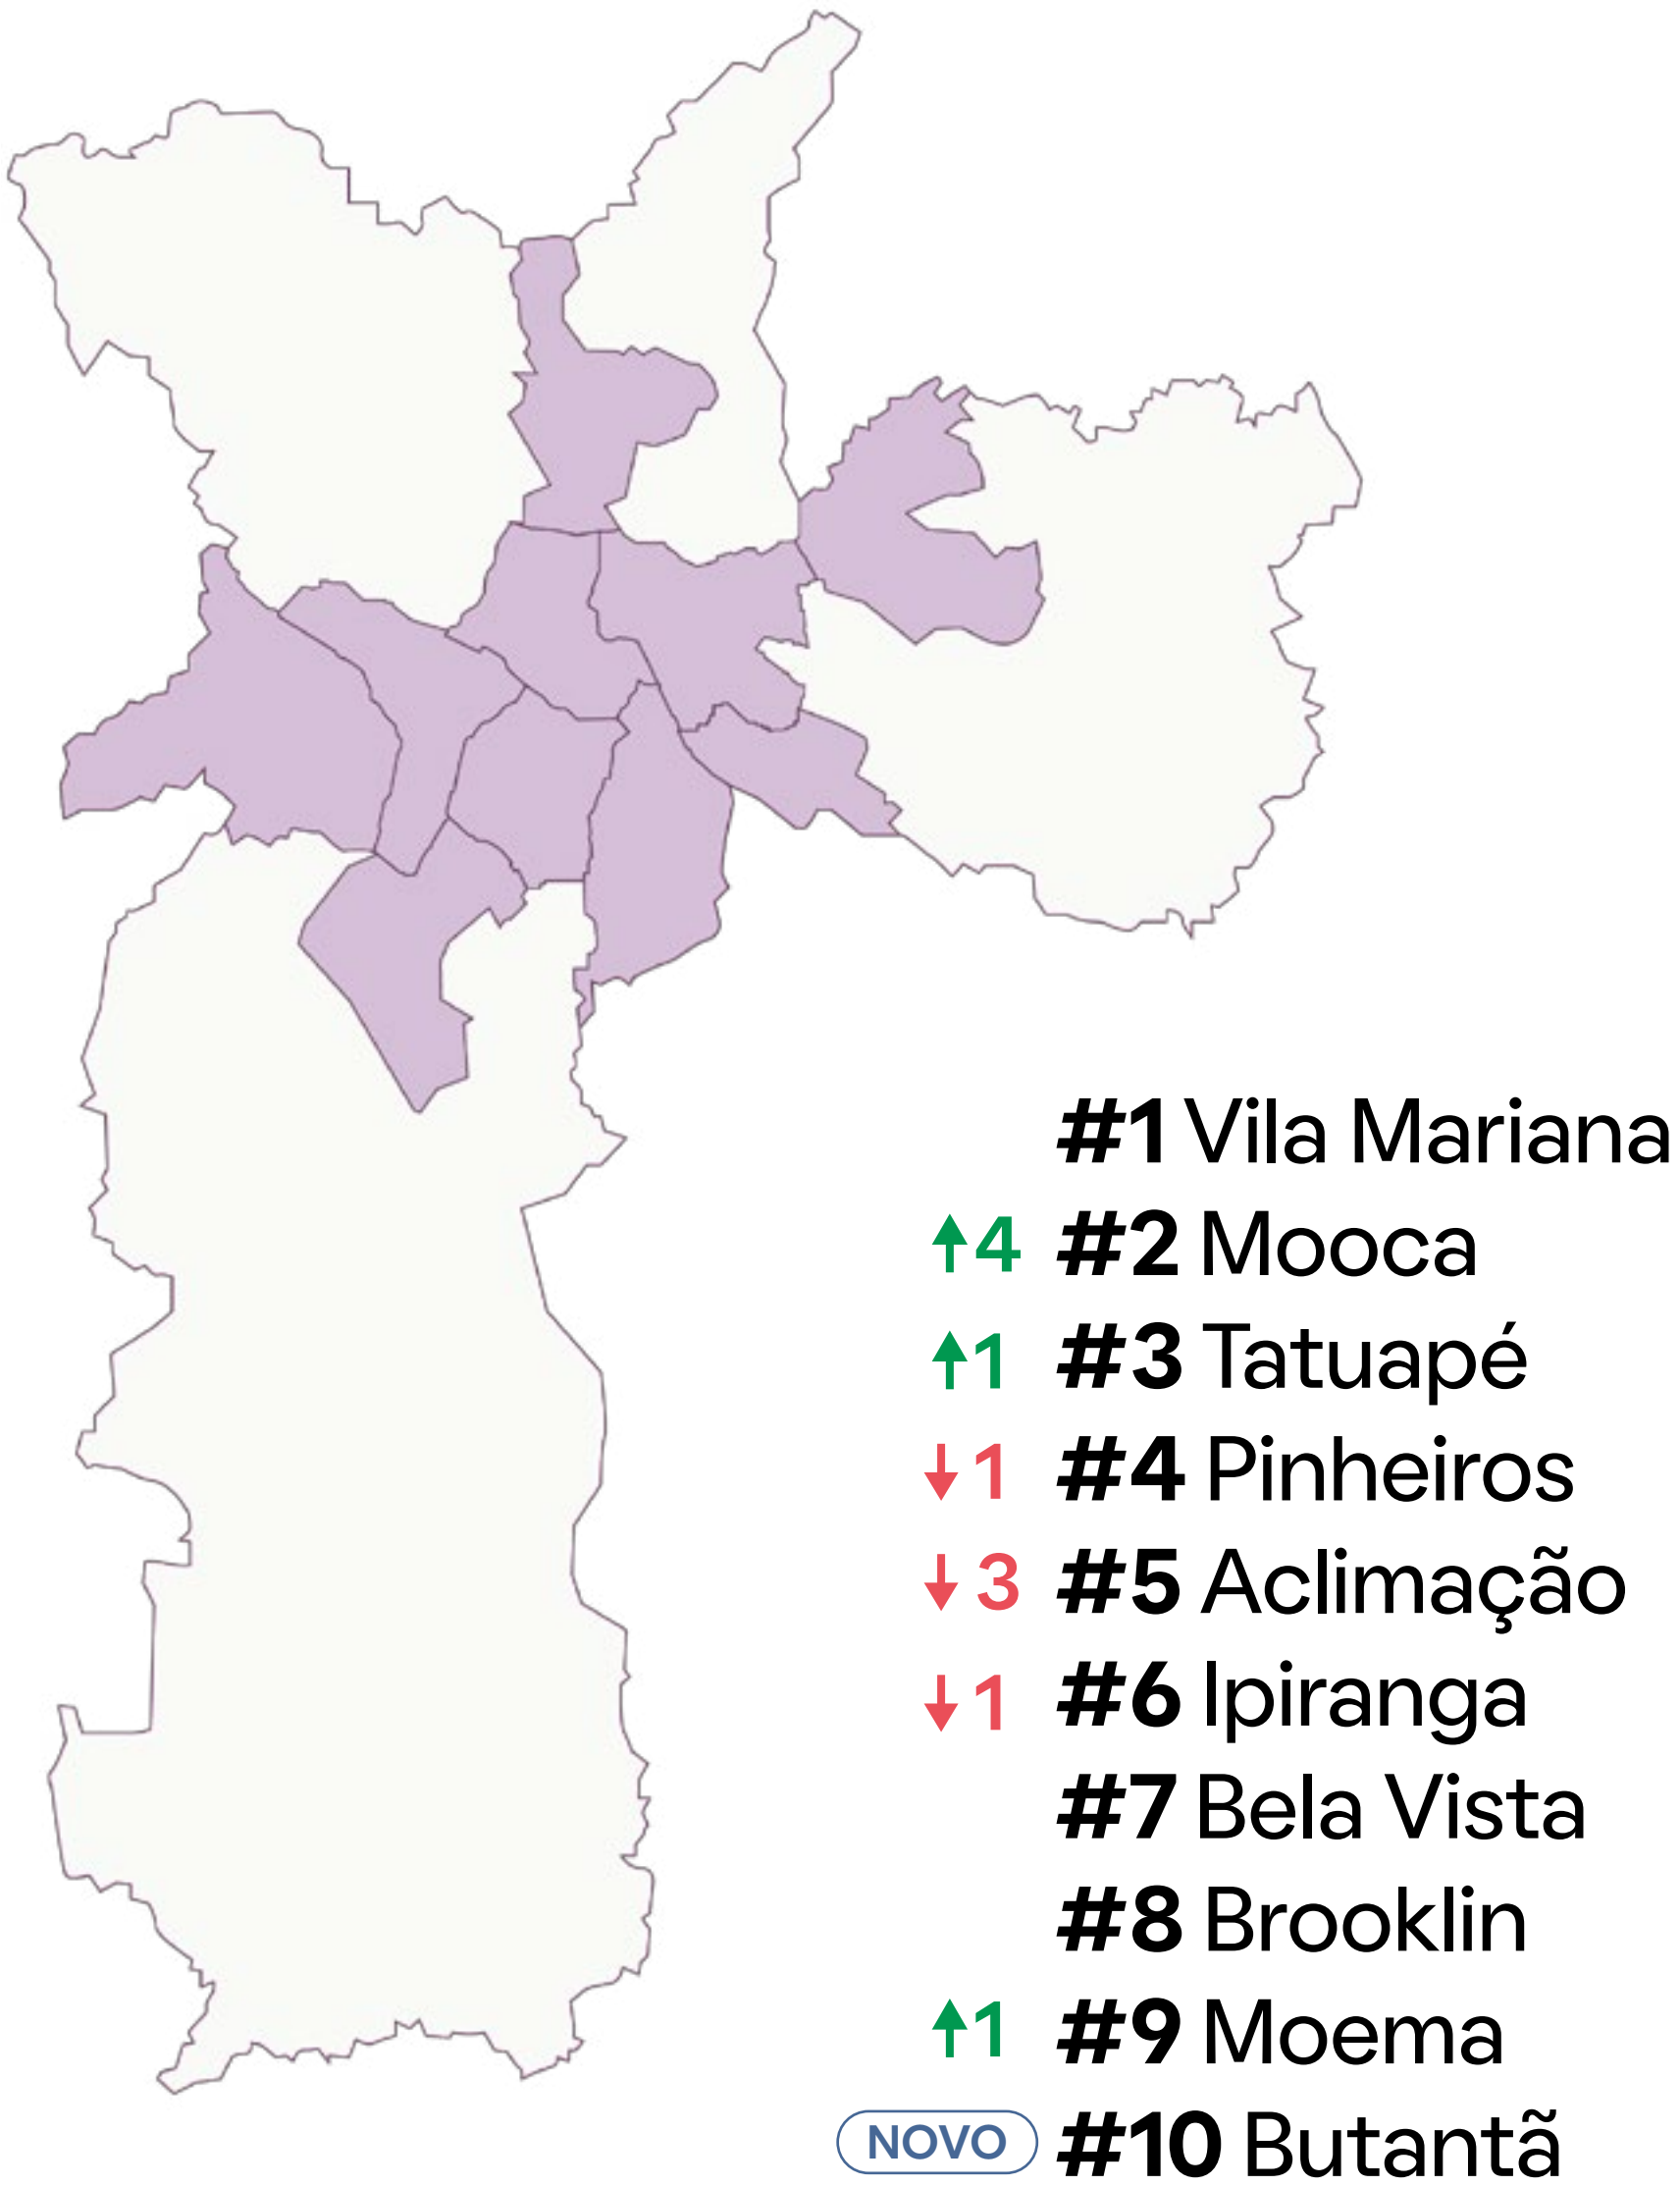 #1 Vila Mariana
↑4 #2 Mooca
↑1 #3 Tatuapé
↓1 #4 Pinheiros
↓3 #5 Aclimação
↓1 #6 Ipiranga
#7 Bela Vista
#8 Brooklin
↑1 #9 Moema
NOVO #10 Butantã